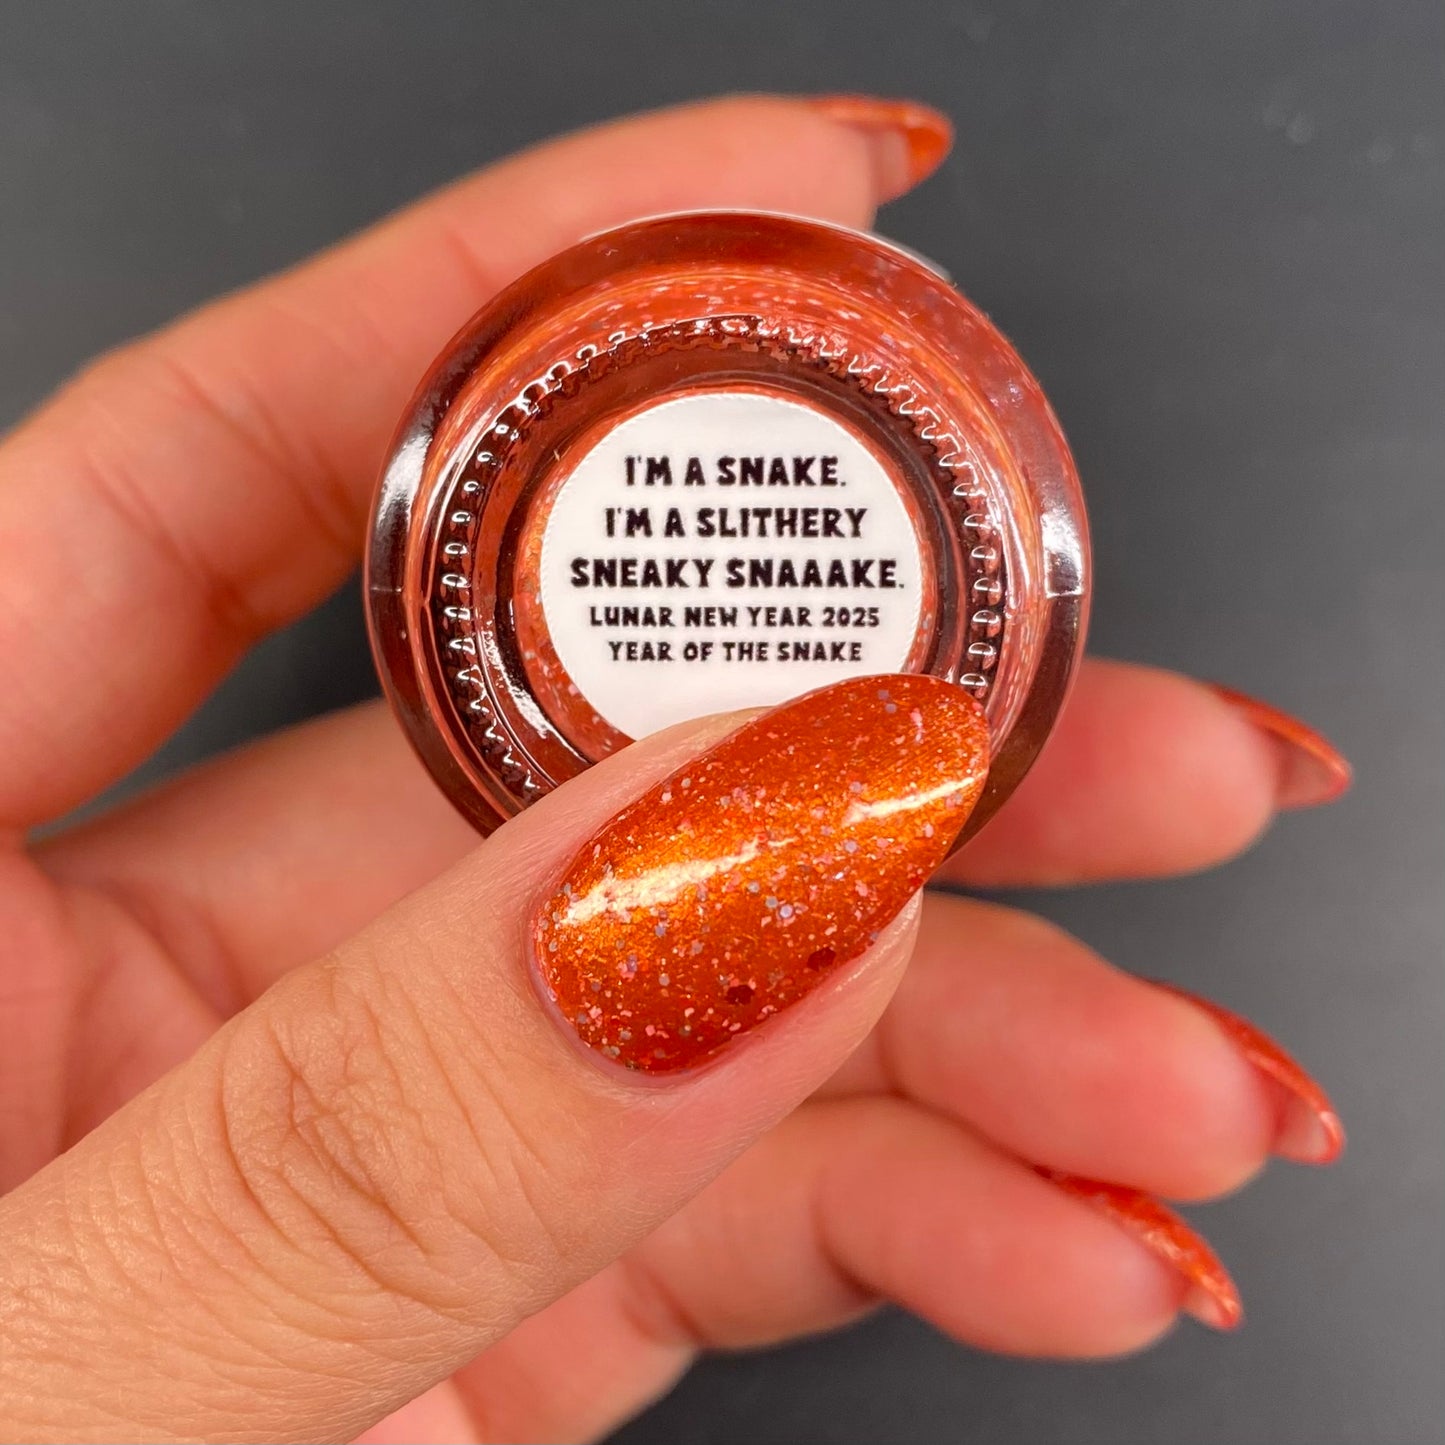 I'M A SNAKE.
I'M A SLITHERY
SNEAKY SNAAAKE.
LUNAR NEW YEAR 2025
YEAR OF THE SNAKE